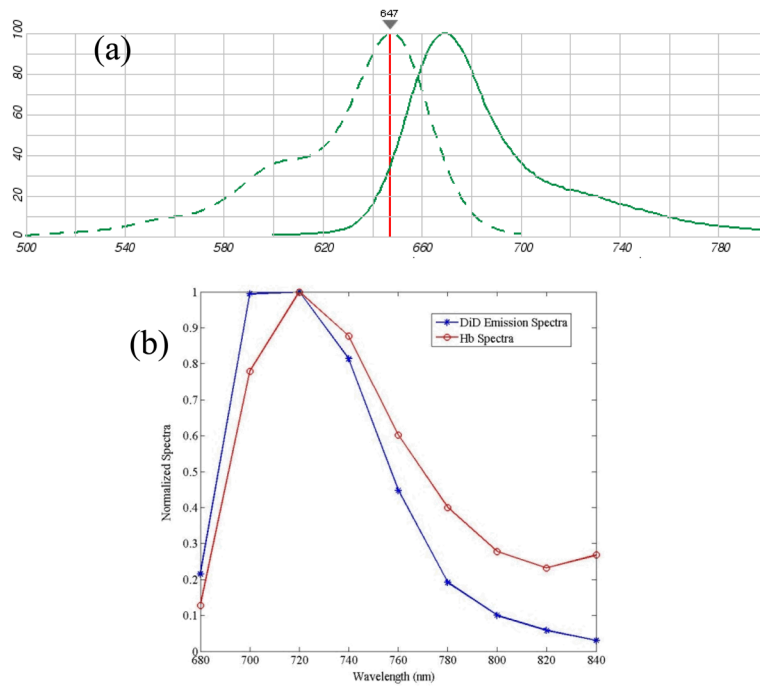 647
(a)
100
80
60
40
20
0
500 540 580 620 660 700 740 780
(b)
DiD Emission Spectra
Hb Spectra
1
0.9
0.8
0.7
0.6
0.5
0.4
0.3
0.2
0.1
0
Normalized Spectra
680 700 720 740 760 780 800 820 840
Wavelength (nm)